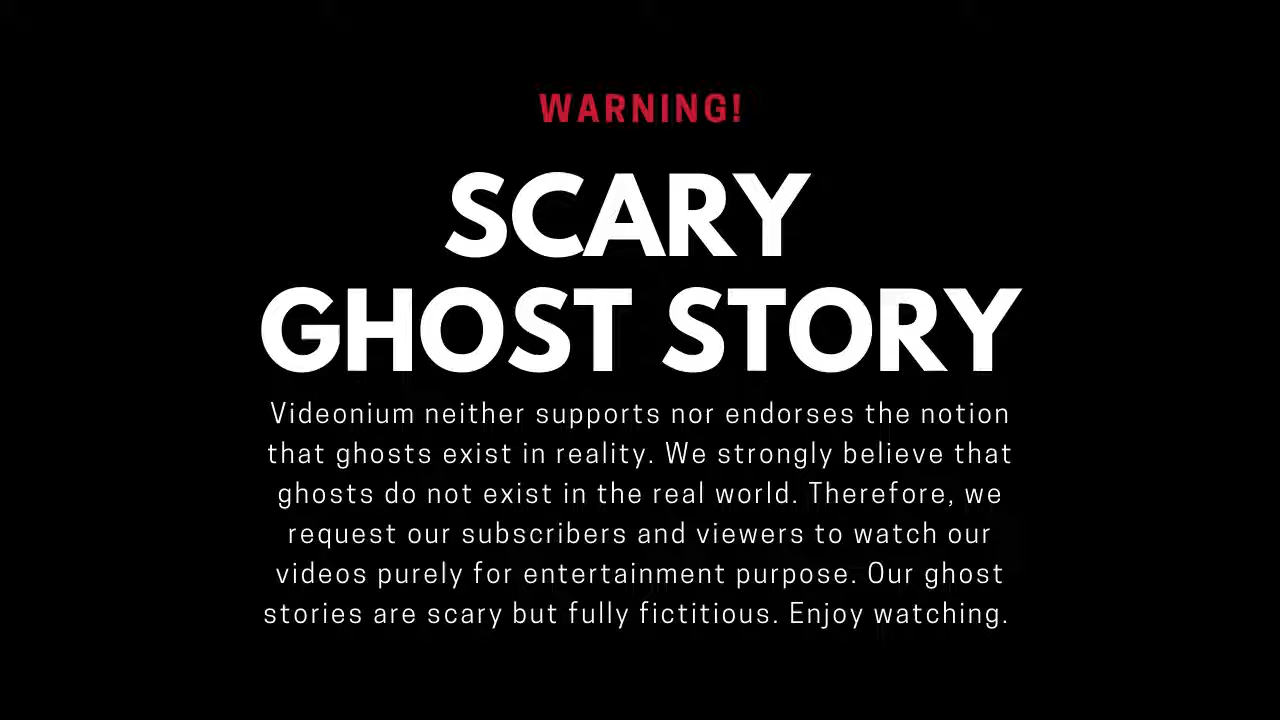 WARNING!
SCARY
GHOST STORY
Videonium neither supports nor endorses the notion
that ghosts exist in reality. We strongly believe that
ghosts do not exist in the real world. Therefore, we
request our subscribers and viewers to watch our
videos purely for entertainment purpose. Our ghost
stories are scary but fully fictitious. Enjoy watching.